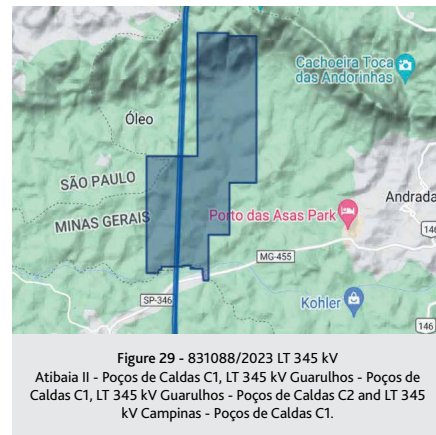 Cachoeira Toca
das Andorinhas
Óleo
SÃO PAULO
MINAS GERAIS
Andrada
Porto das Asas Park
146
MG-455
SP-346
Kohler
146
Figure 29 - 831088/2023 LT 345 kV
Atibaia II - Poços de Caldas C1, LT 345 kV Guarulhos - Poços de
Caldas C1, LT 345 kV Guarulhos - Poços de Caldas C2 and LT 345
kV Campinas - Poços de Caldas C1.